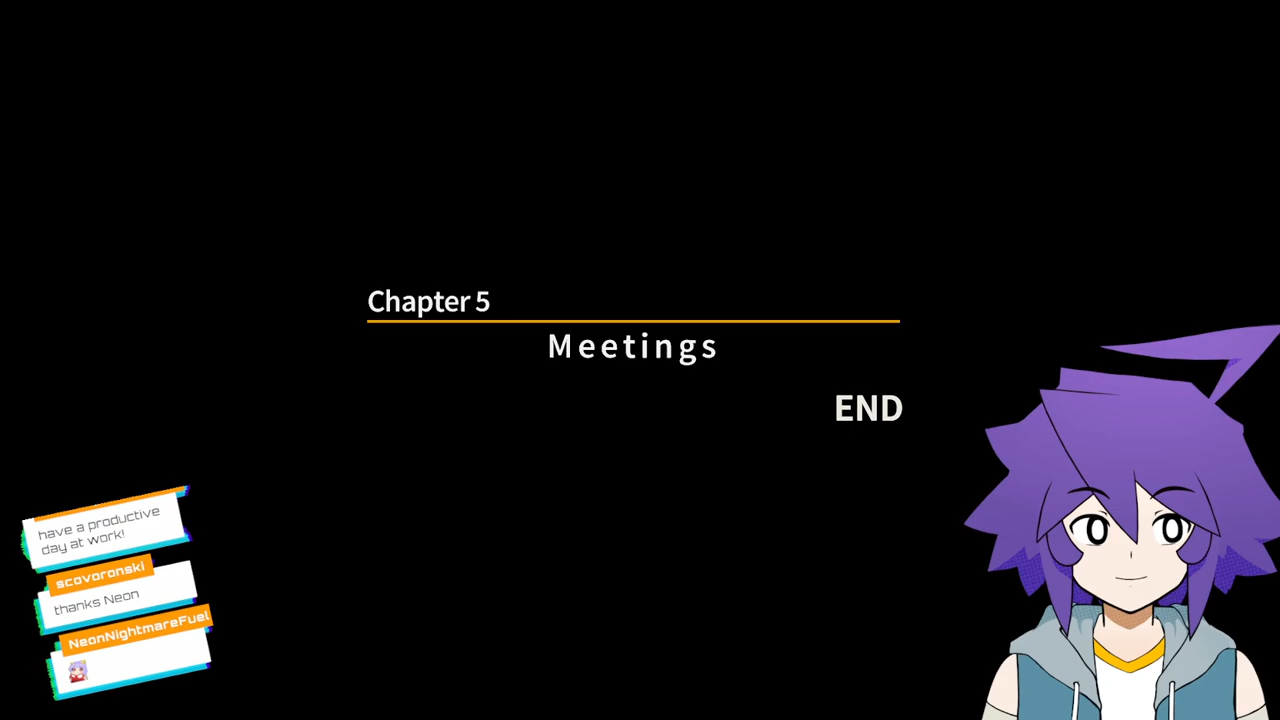 Chapter 5
Meetings
END
have a productive
day at work!
scovoronski
thanks Neon
NeonNightmareFuel